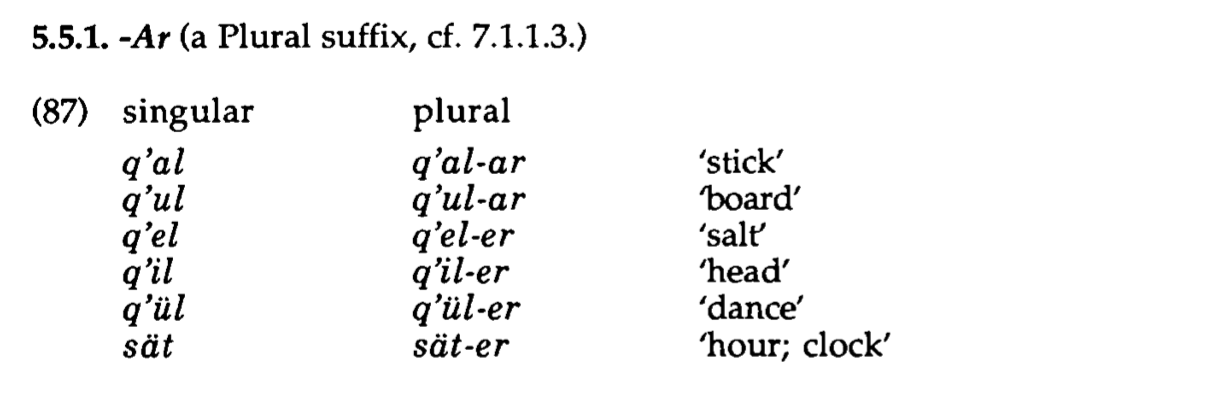 5.5.1. -Ar (a Plural suffix, cf. 7.1.1.3.)
(87) singular plural
q’al q’al-ar ‘stick’
q’ul q’ul-ar ‘board’
q’el q’el-er ‘salt’
q’il q’il-er ‘head’
q’ül q’ül-er ‘dance’
sät sät-er ‘hour; clock’